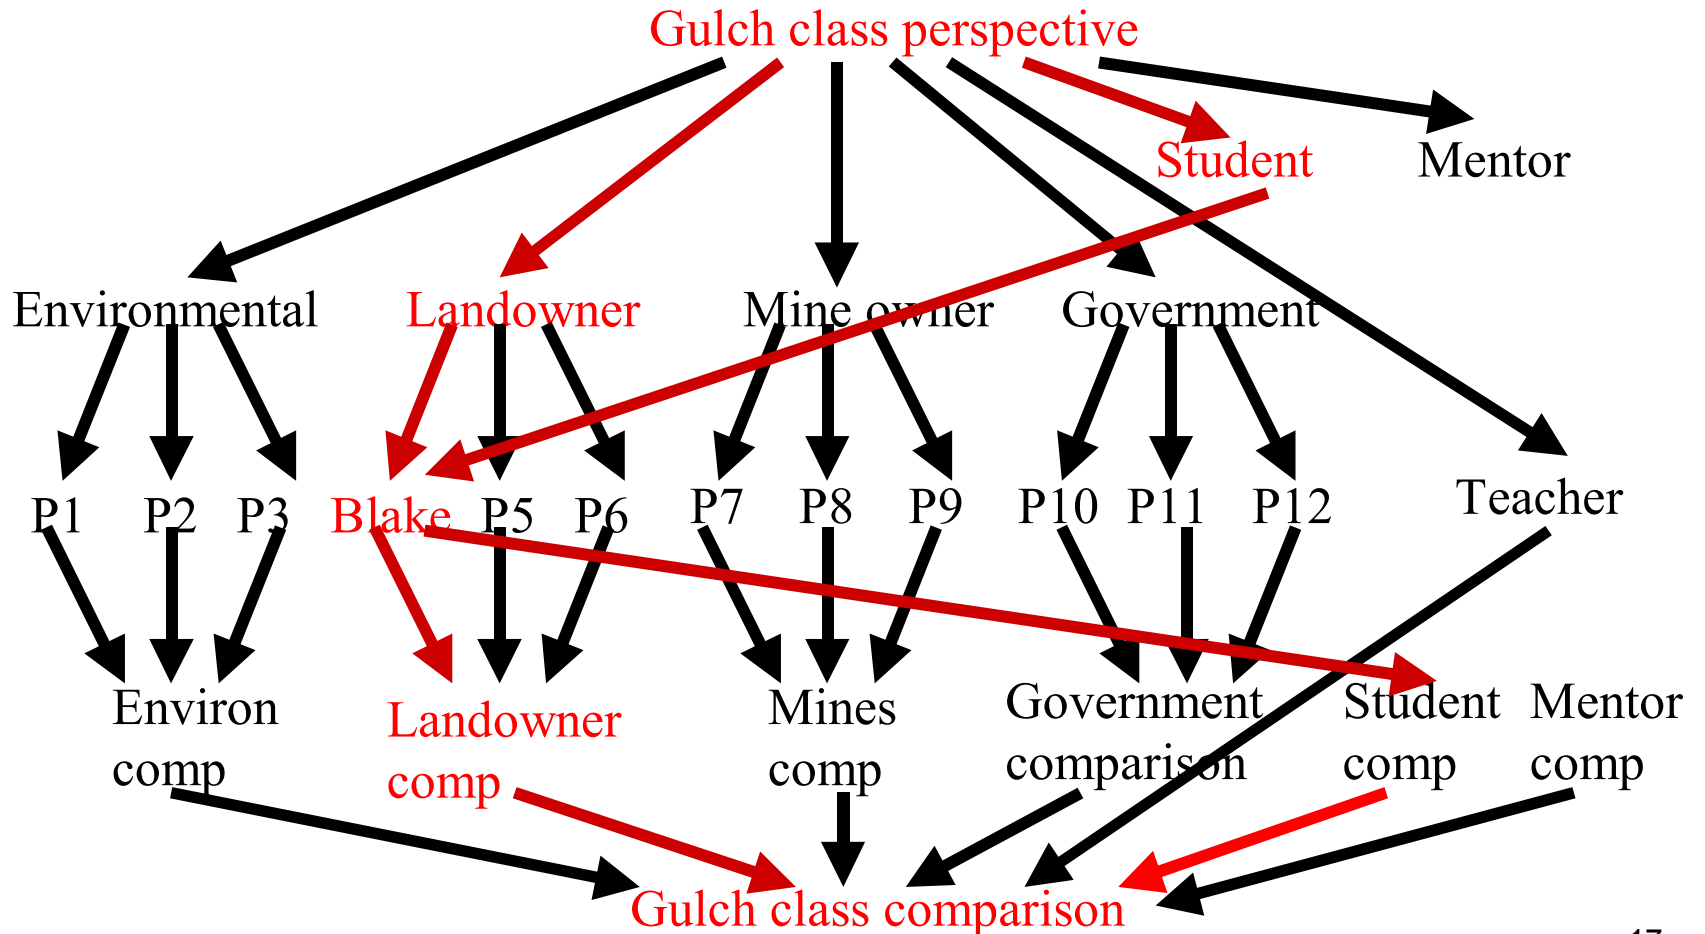 Gulch class perspective
Student
Mentor
Environmental
Landowner
Mine owner
Government
P1
P2
P3
Blake
P5
P6
P7
P8
P9
P10
P11
P12
Teacher
Environ
comp
Landowner
comp
Mines
comp
Government
comparison
Student
comp
Mentor
comp
Gulch class comparison